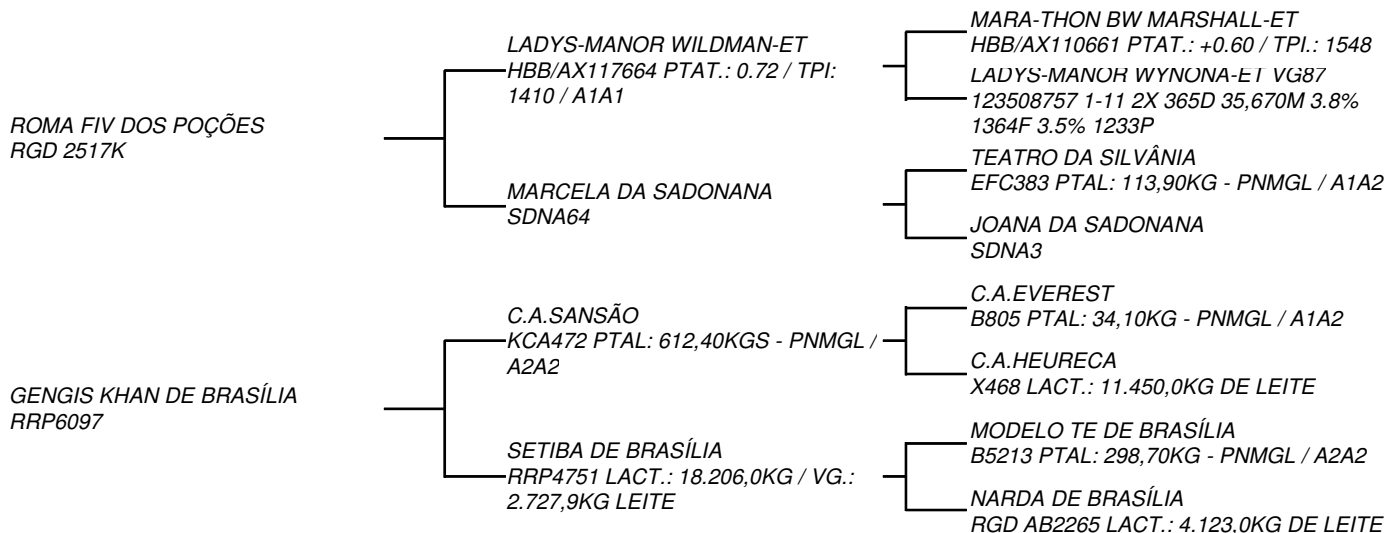 ROMA FIV DOS POÇÕES
RGD 2517K
LADYS-MANOR WILDMAN-ET
HBB/AX117664 PTAT.: 0.72 / TPI:
1410 / A1A1
MARA-THON BW MARSHALL-ET
HBB/AX110661 PTAT.: +0.60 / TPI.: 1548
LADYS-MANOR WYNONA-ET VG87
123508757 1-11 2X 365D 35,670M 3.8%
1364F 3.5% 1233P
MARCELA DA SADONANA
SDNA64
TEATRO DA SILVÂNIA
EFC383 PTAL: 113,90KG - PNMGL / A1A2
JOANA DA SADONANA
SDNA3
GENGIS KHAN DE BRASÍLIA
RRP6097
C.A.SANSÃO
KCA472 PTAL: 612,40KGS - PNMGL /
A2A2
C.A.EVEREST
B805 PTAL: 34,10KG - PNMGL / A1A2
C.A.HEURECA
X468 LACT.: 11.450,0KG DE LEITE
SETIBA DE BRASÍLIA
RRP4751 LACT.: 18.206,0KG / VG.:
2.727,9KG LEITE
MODELO TE DE BRASÍLIA
B5213 PTAL: 298,70KG - PNMGL / A2A2
NARDA DE BRASÍLIA
RGD AB2265 LACT.: 4.123,0KG DE LEITE